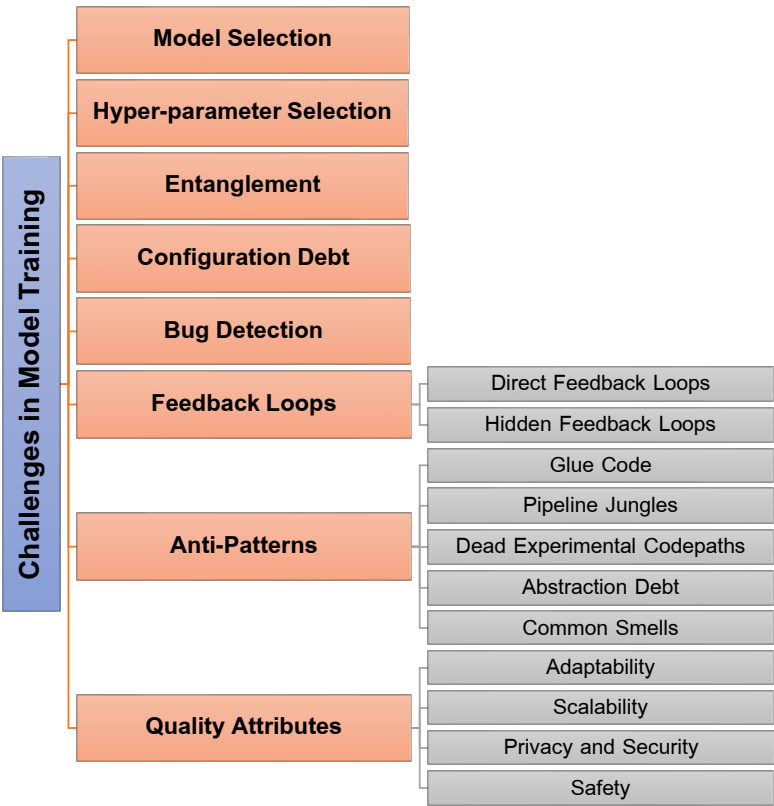 Challenges in Model Training
Model Selection
Hyper-parameter Selection
Entanglement
Configuration Debt
Bug Detection
Feedback Loops
Direct Feedback Loops
Hidden Feedback Loops
Anti-Patterns
Glue Code
Pipeline Jungles
Dead Experimental Codepaths
Abstraction Debt
Common Smells
Quality Attributes
Adaptability
Scalability
Privacy and Security
Safety